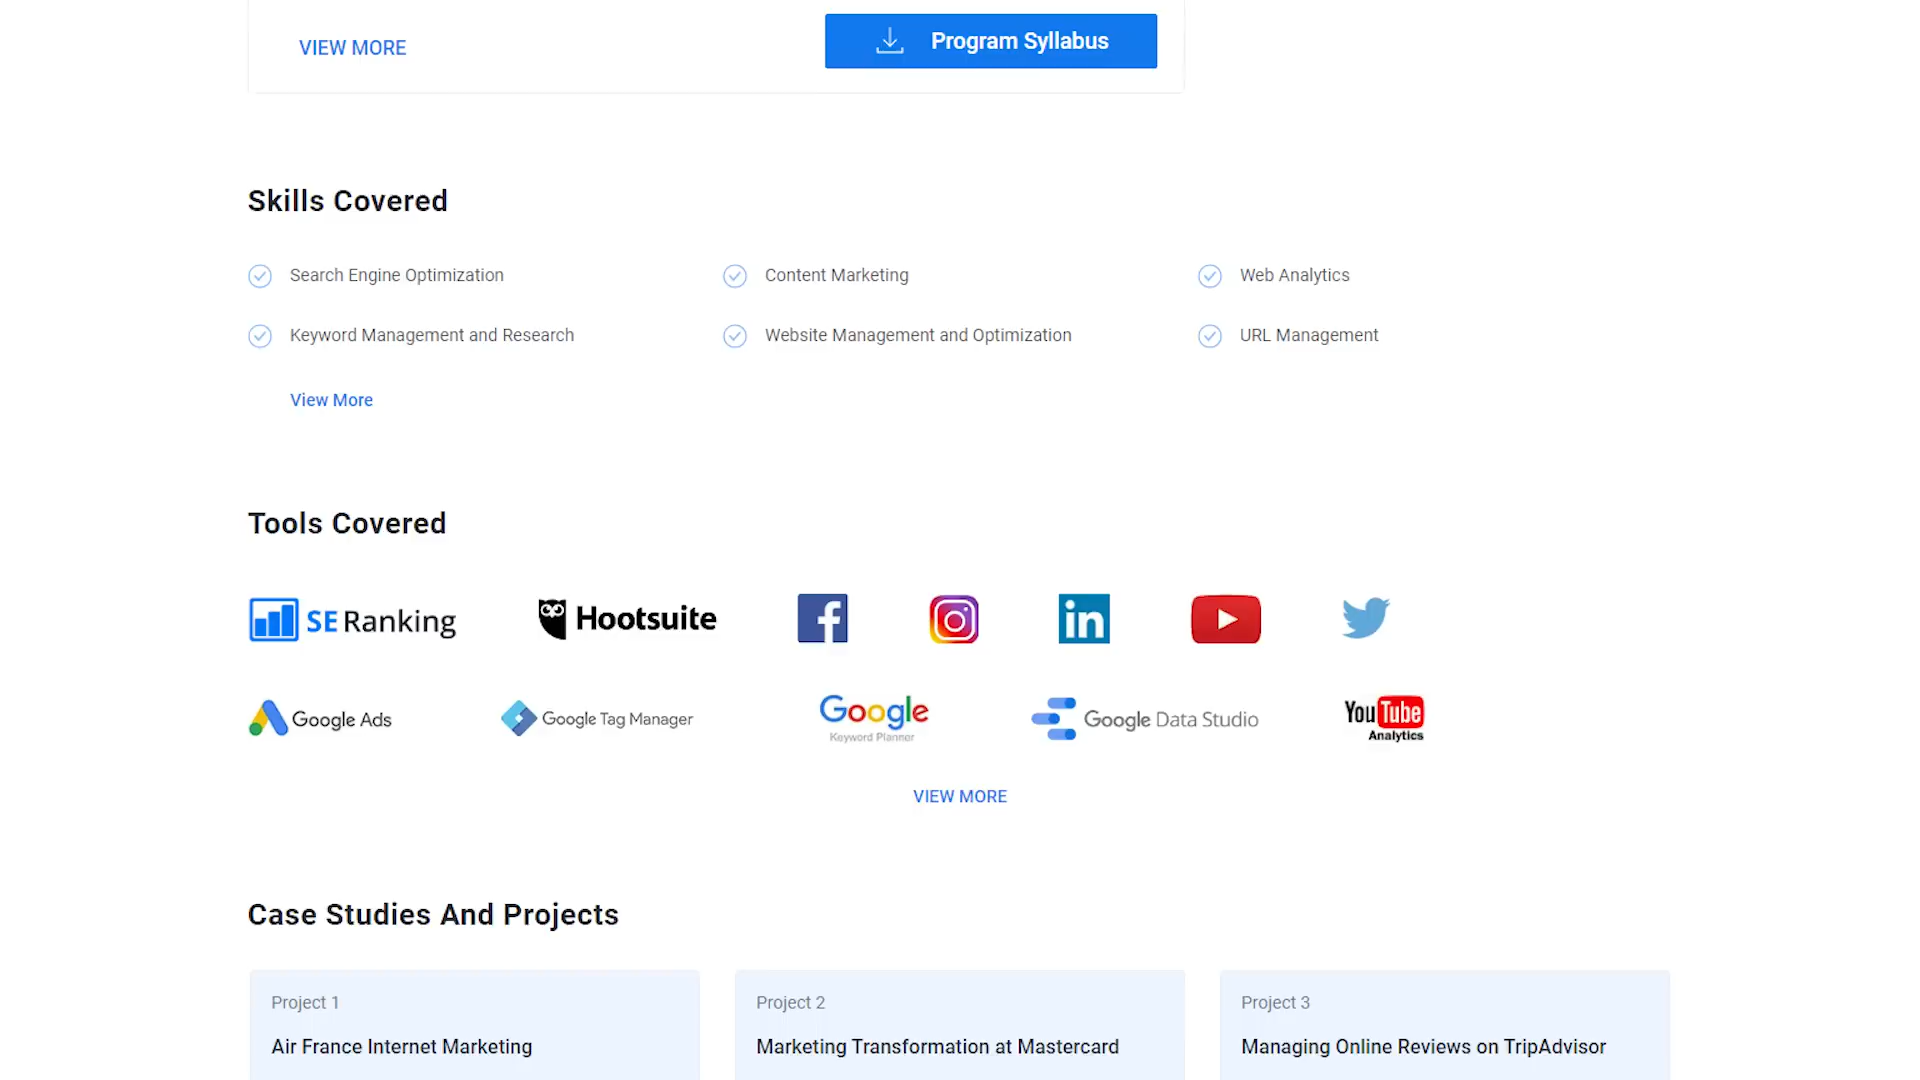 VIEW MORE
Program Syllabus
Skills Covered
Search Engine Optimization
Content Marketing
Web Analytics
Keyword Management and Research
Website Management and Optimization
URL Management
View More
Tools Covered
SE Ranking
Hootsuite
f
in
Google Ads
Google Tag Manager
Google
Keyword Planner
Google Data Studio
YouTube
Analytics
VIEW MORE
Case Studies And Projects
Project 1
Air France Internet Marketing
Project 2
Marketing Transformation at Mastercard
Project 3
Managing Online Reviews on TripAdvisor